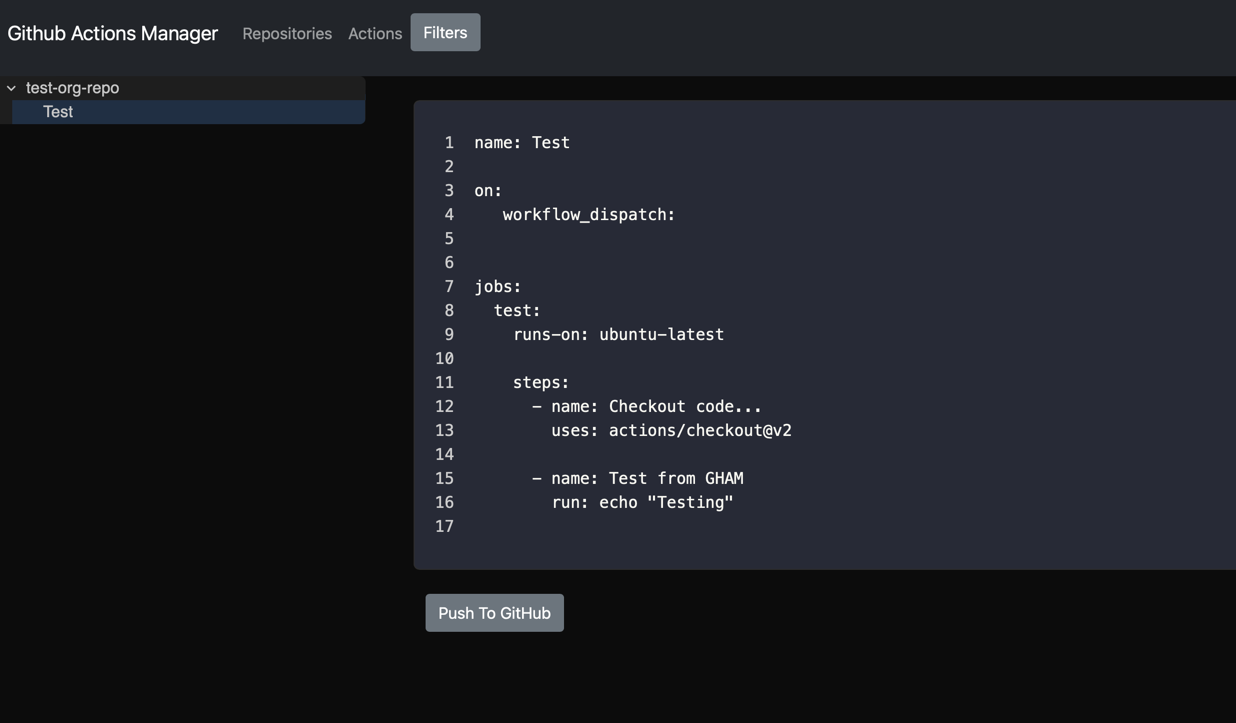 Github Actions Manager Repositories Actions Filters
test-org-repo
Test
1 name: Test
2
3 on:
4    workflow_dispatch:
5
6
7 jobs:
8   test:
9     runs-on: ubuntu-latest
10
11     steps:
12       - name: Checkout code...
13         uses: actions/checkout@v2
14
15       - name: Test from GHAM
16         run: echo "Testing"
17
Push To GitHub